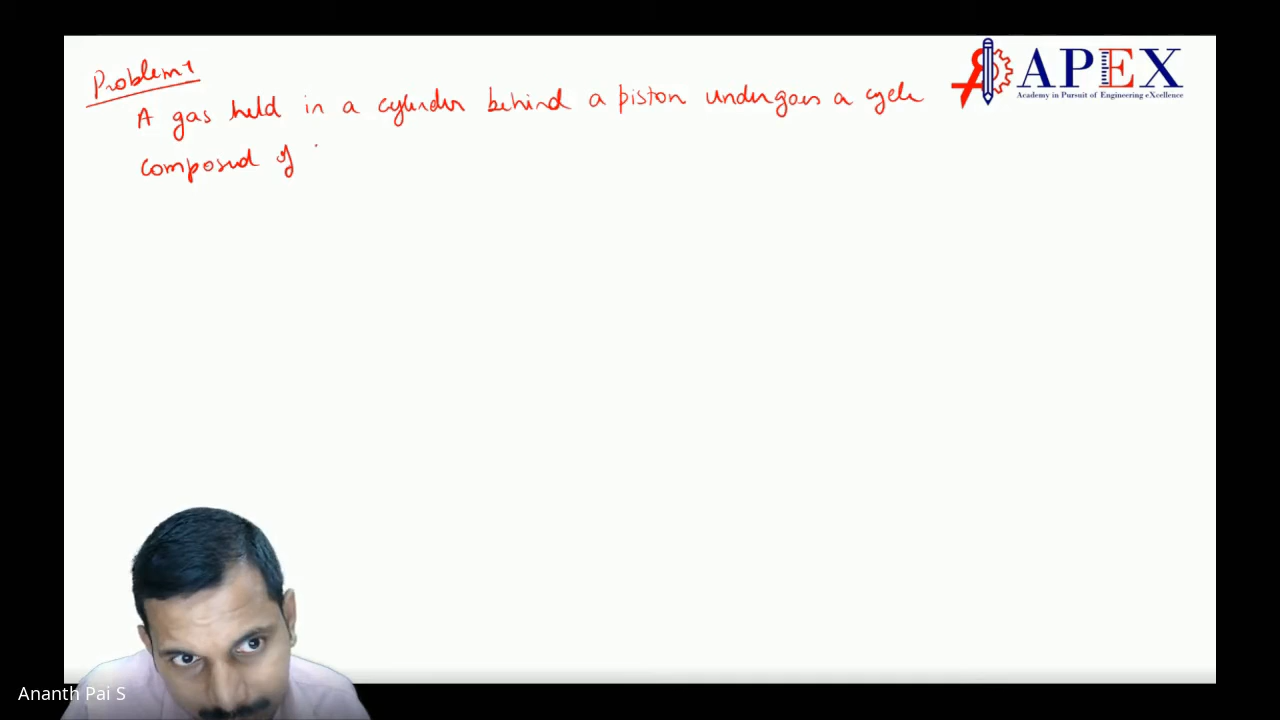 Problem 1
A gas held in a cylinder behind a piston undergoes a cycle
composed of
APEX
Academy in Pursuit of Engineering eXcellence
Ananth Pai S